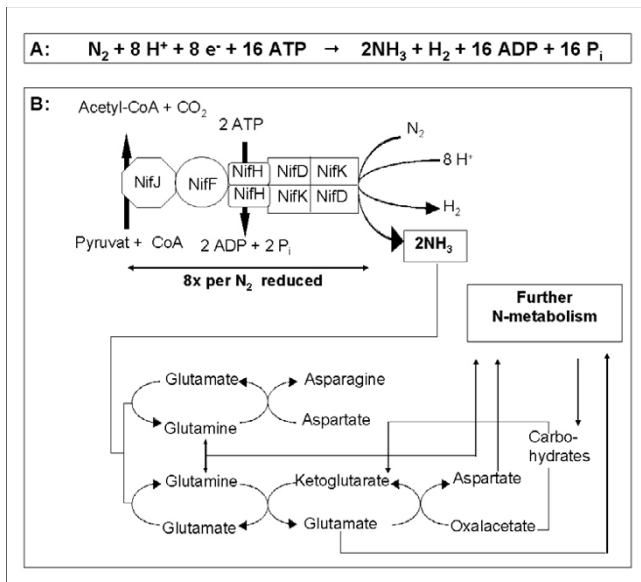 A: N₂ + 8 H⁺ + 8 e⁻ + 16 ATP → 2NH₃ + H₂ + 16 ADP + 16 Pᵢ
B:
Acetyl-CoA + CO₂
2 ATP
N₂
8 H⁺
NifJ
NifF
NifH
NifD
NifK
NifH
NifK
NifD
H₂
Pyruvat + CoA
2 ADP + 2 Pᵢ
2NH₃
8x per N₂ reduced
Further
N-metabolism
Glutamate
Asparagine
Glutamine
Aspartate
Carbo-
hydrates
Glutamine
Ketoglutarate
Aspartate
Glutamate
Glutamate
Oxalacetate